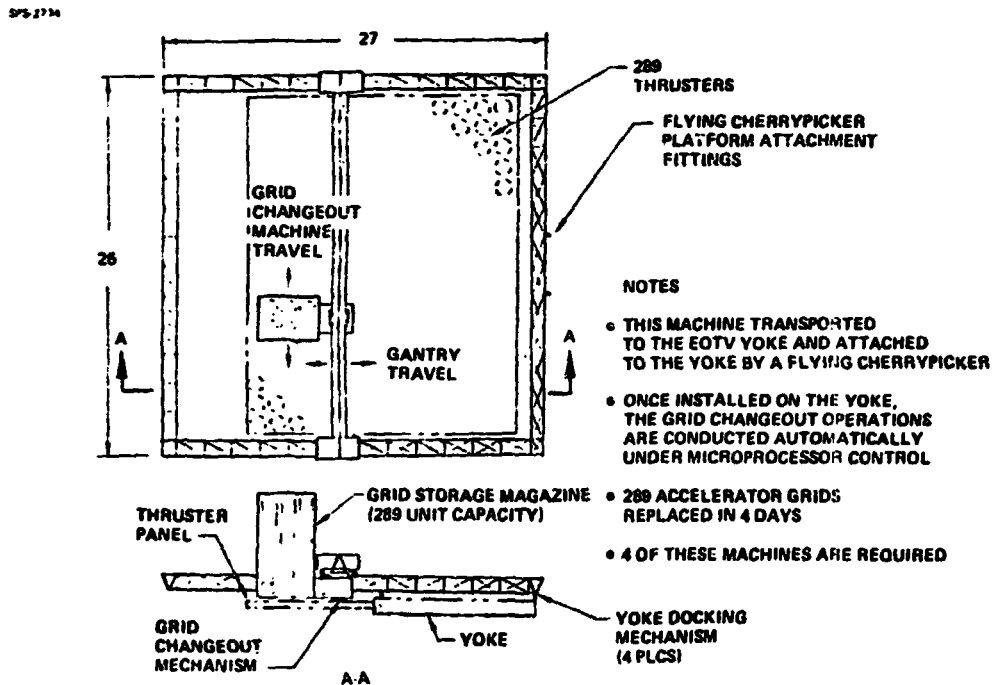 27
289
THRUSTERS
FLYING CHERRYPICKER
PLATFORM ATTACHMENT
FITTINGS
GRID
CHANGEOUT
MACHINE
TRAVEL
26
A
A
GANTRY
TRAVEL
NOTES
• THIS MACHINE TRANSPORTED
TO THE EOTV YOKE AND ATTACHED
TO THE YOKE BY A FLYING CHERRYPICKER
• ONCE INSTALLED ON THE YOKE,
THE GRID CHANGEOUT OPERATIONS
ARE CONDUCTED AUTOMATICALLY
UNDER MICROPROCESSOR CONTROL
• 289 ACCELERATOR GRIDS
REPLACED IN 4 DAYS
• 4 OF THESE MACHINES ARE REQUIRED
GRID STORAGE MAGAZINE
(289 UNIT CAPACITY)
THRUSTER
PANEL
GRID
CHANGEOUT
MECHANISM
YOKE
YOKE DOCKING
MECHANISM
(4 PLCS)
A-A